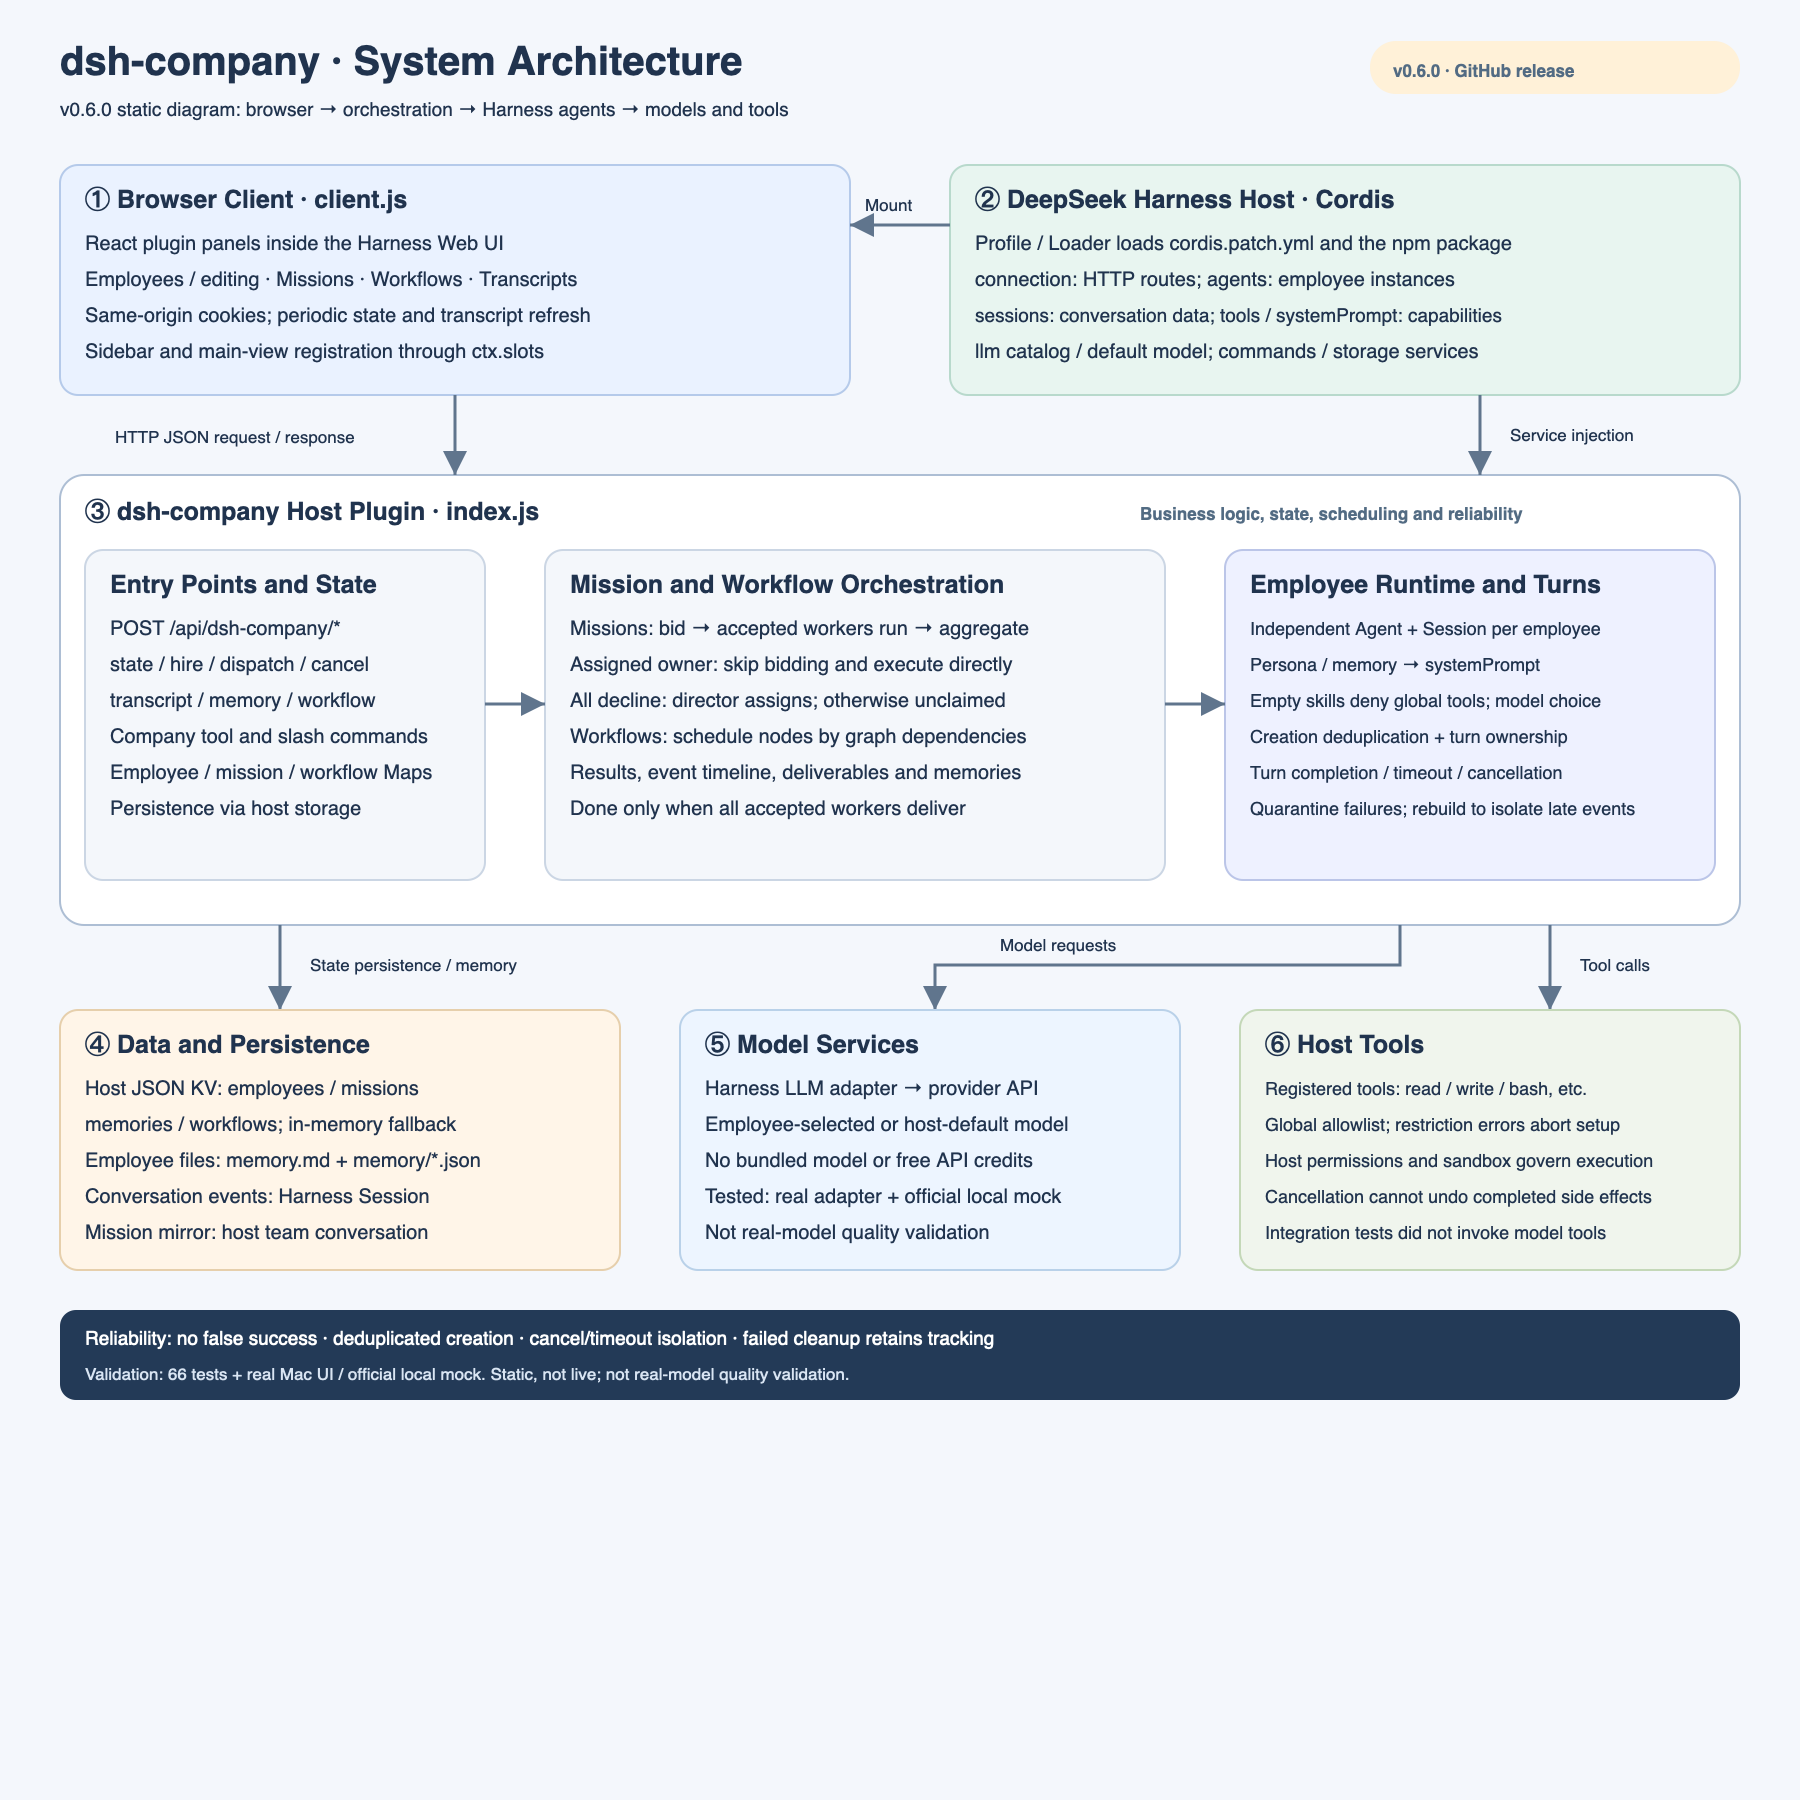 dsh-company · System Architecture
v0.6.0 · GitHub release
v0.6.0 static diagram: browser → orchestration → Harness agents → models and tools
① Browser Client · client.js
React plugin panels inside the Harness Web UI
Employees / editing · Missions · Workflows · Transcripts
Same-origin cookies; periodic state and transcript refresh
Sidebar and main-view registration through ctx.slots
Mount
② DeepSeek Harness Host · Cordis
Profile / Loader loads cordis.patch.yml and the npm package
connection: HTTP routes; agents: employee instances
sessions: conversation data; tools / systemPrompt: capabilities
llm catalog / default model; commands / storage services
HTTP JSON request / response
Service injection
③ dsh-company Host Plugin · index.js
Business logic, state, scheduling and reliability
Entry Points and State
POST /api/dsh-company/*
state / hire / dispatch / cancel
transcript / memory / workflow
Company tool and slash commands
Employee / mission / workflow Maps
Persistence via host storage
Mission and Workflow Orchestration
Missions: bid → accepted workers run → aggregate
Assigned owner: skip bidding and execute directly
All decline: director assigns; otherwise unclaimed
Workflows: schedule nodes by graph dependencies
Results, event timeline, deliverables and memories
Done only when all accepted workers deliver
Employee Runtime and Turns
Independent Agent + Session per employee
Persona / memory → systemPrompt
Empty skills deny global tools; model choice
Creation deduplication + turn ownership
Turn completion / timeout / cancellation
Quarantine failures; rebuild to isolate late events
State persistence / memory
Model requests
Tool calls
④ Data and Persistence
Host JSON KV: employees / missions
memories / workflows; in-memory fallback
Employee files: memory.md + memory/*.json
Conversation events: Harness Session
Mission mirror: host team conversation
⑤ Model Services
Harness LLM adapter → provider API
Employee-selected or host-default model
No bundled model or free API credits
Tested: real adapter + official local mock
Not real-model quality validation
⑥ Host Tools
Registered tools: read / write / bash, etc.
Global allowlist; restriction errors abort setup
Host permissions and sandbox govern execution
Cancellation cannot undo completed side effects
Integration tests did not invoke model tools
Reliability: no false success · deduplicated creation · cancel/timeout isolation · failed cleanup retains tracking
Validation: 66 tests + real Mac UI / official local mock. Static, not live; not real-model quality validation.